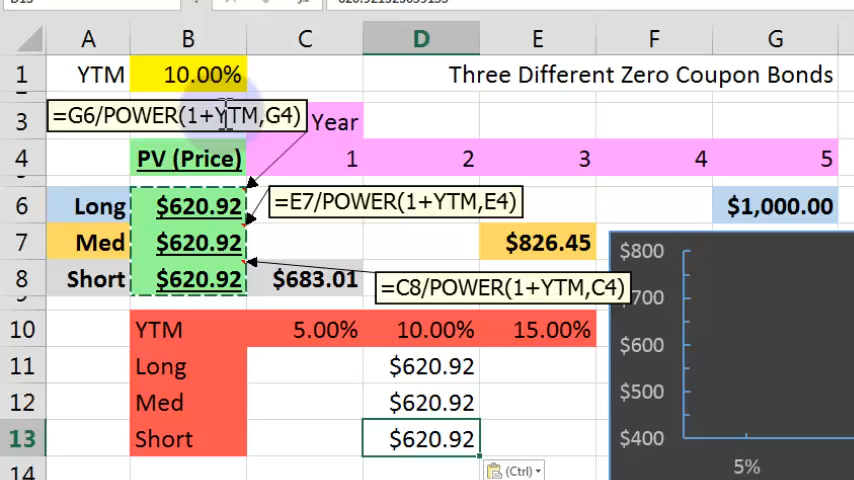 A B C D E F G
1 YTM 10.00% Three Different Zero Coupon Bonds
=G6/POWER(1+YTM,G4)
3 Year
4 PV (Price) 1 2 3 4 5
6 Long $620.92 $1,000.00
=E7/POWER(1+YTM,E4)
7 Med $620.92 $826.45
8 Short $620.92 $683.01
=C8/POWER(1+YTM,C4)
10 YTM 5.00% 10.00% 15.00%
11 Long $620.92
12 Med $620.92
13 Short $620.92
14
(Ctrl)
$800
$700
$600
$500
$400
5%